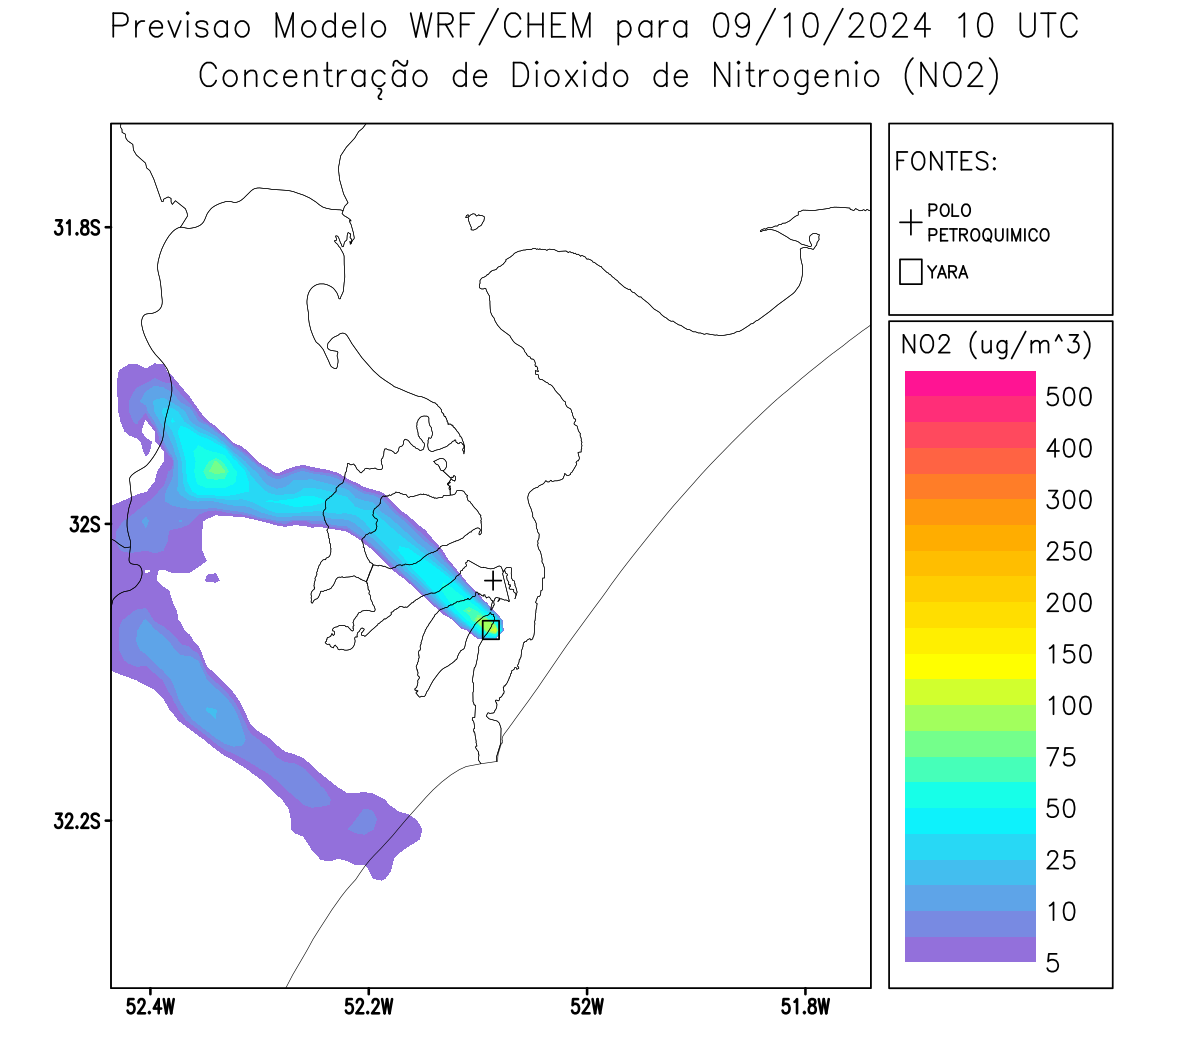 Previsao Modelo WRF/CHEM para 09/10/2024 10 UTC
Concentração de Dioxido de Nitrogenio (NO2)
FONTES:
POLO
PETROQUIMICO
YARA
NO2 (ug/m^3)
500
400
300
250
200
150
100
75
50
25
10
5
31.8S
32S
32.2S
52.4W
52.2W
52W
51.8W